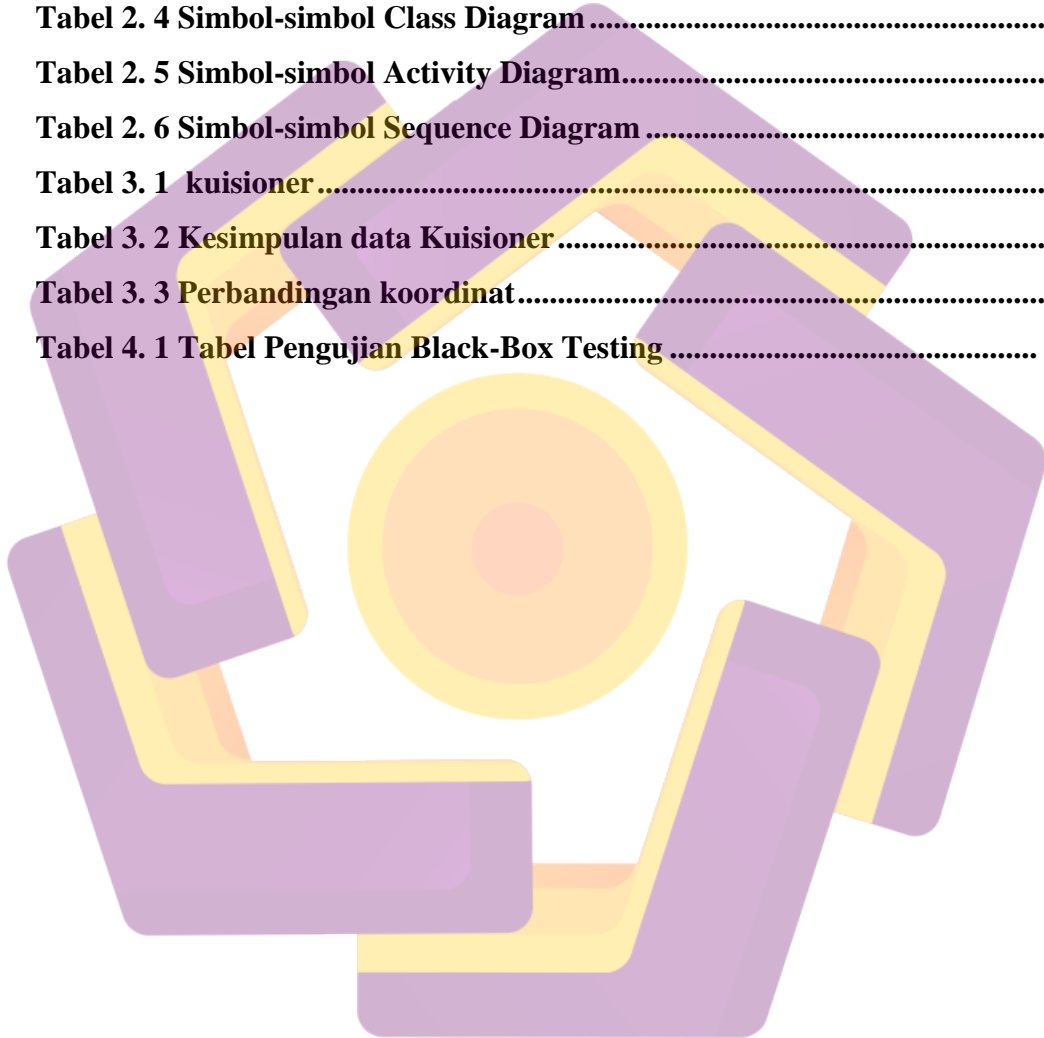 Tabel 2. 4 Simbol-simbol Class Diagram ........................................................
Tabel 2. 5 Simbol-simbol Activity Diagram....................................................
Tabel 2. 6 Simbol-simbol Sequence Diagram .................................................
Tabel 3. 1  kuisioner..........................................................................................
Tabel 3. 2 Kesimpulan data Kuisioner............................................................
Tabel 3. 3 Perbandingan koordinat.................................................................
Tabel 4. 1 Tabel Pengujian Black-Box Testing .............................................